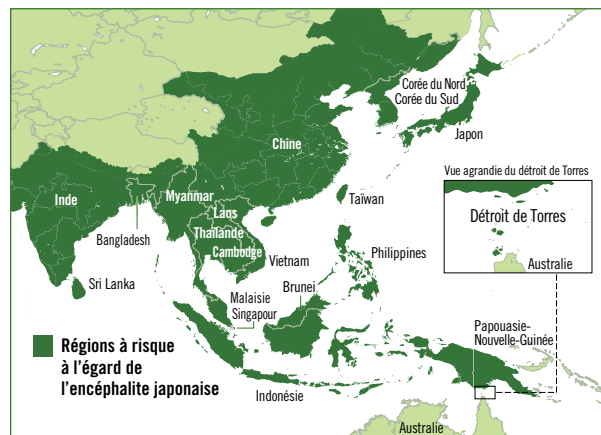 Corée du Nord
Corée du Sud
Japon
Chine
Vue agrandie du détroit de Torres
Inde
Myanmar
Taïwan
Laos
Détroit de Torres
Bangladesh
Thaïlande
Cambodge
Vietnam
Philippines
Australie
Sri Lanka
Malaisie
Brunei
Singapour
Régions à risque
à l'égard de
l'encéphalite japonaise
Papouasie-
Nouvelle-Guinée
Indonésie
Australie